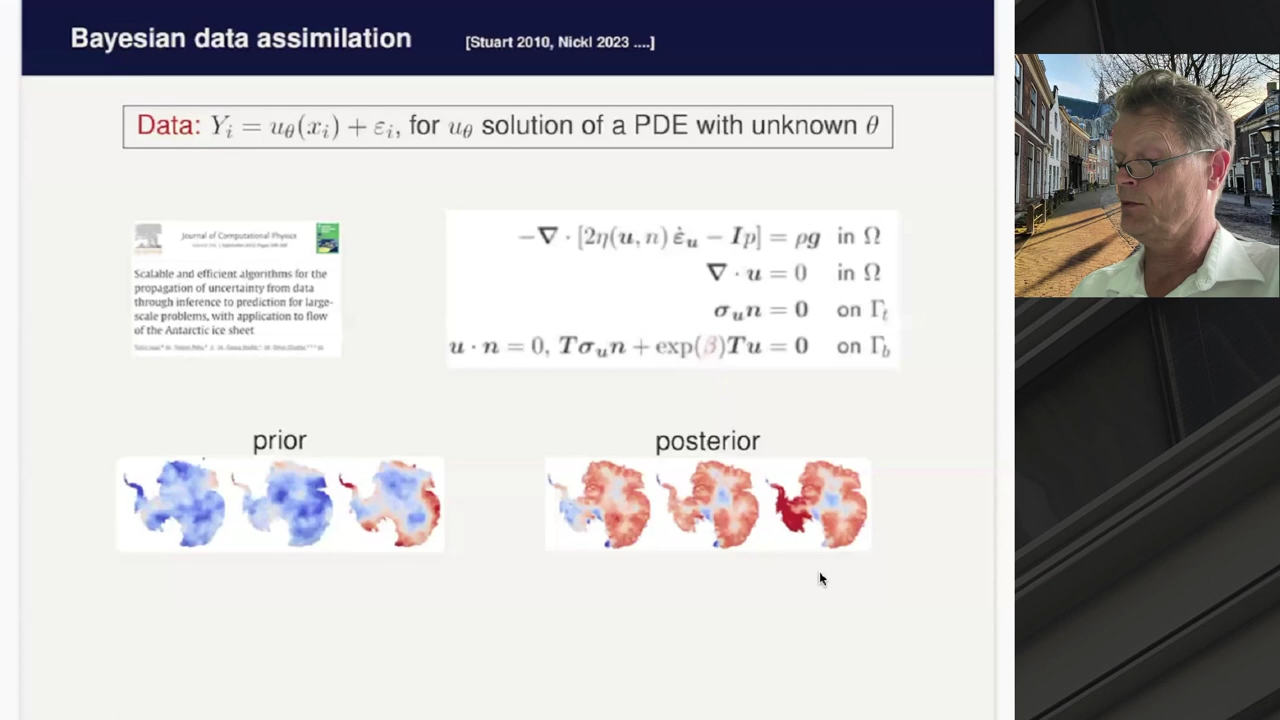 Bayesian data assimilation [Stuart 2010, Nickl 2023 ....]
Data: Y_i = u_θ(x_i) + ε_i, for u_θ solution of a PDE with unknown θ
Journal of Computational Physics
Scalable and efficient algorithms for the
propagation of uncertainty from data
through inference to prediction for large-
scale problems, with application to flow
of the Antarctic ice sheet
−∇ · [2η(u, n) ε̇_u − Ip] = ρg in Ω
∇ · u = 0 in Ω
σ_u n = 0 on Γ_t
u · n = 0, Tσ_u n + exp(β)Tu = 0 on Γ_b
prior
posterior